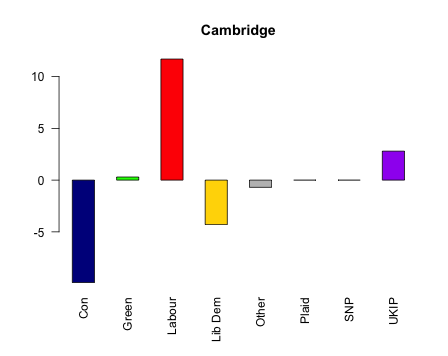 Cambridge
10
5
0
-5
Con
Green
Labour
Lib Dem
Other
Plaid
SNP
UKIP